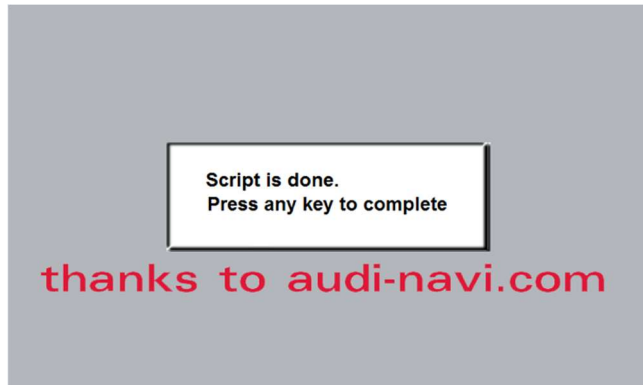 Script is done.
Press any key to complete
thanks to audi-navi.com